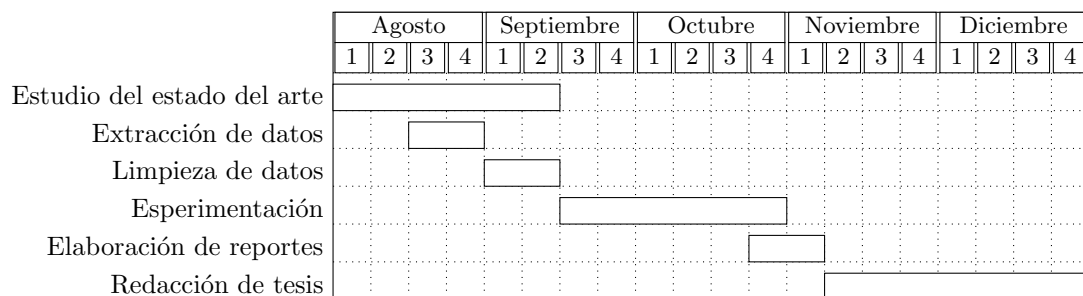 Agosto Septiembre Octubre Noviembre Diciembre
1 2 3 4 1 2 3 4 1 2 3 4 1 2 3 4 1 2 3 4
Estudio del estado del arte
Extracción de datos
Limpieza de datos
Esperimentación
Elaboración de reportes
Redacción de tesis